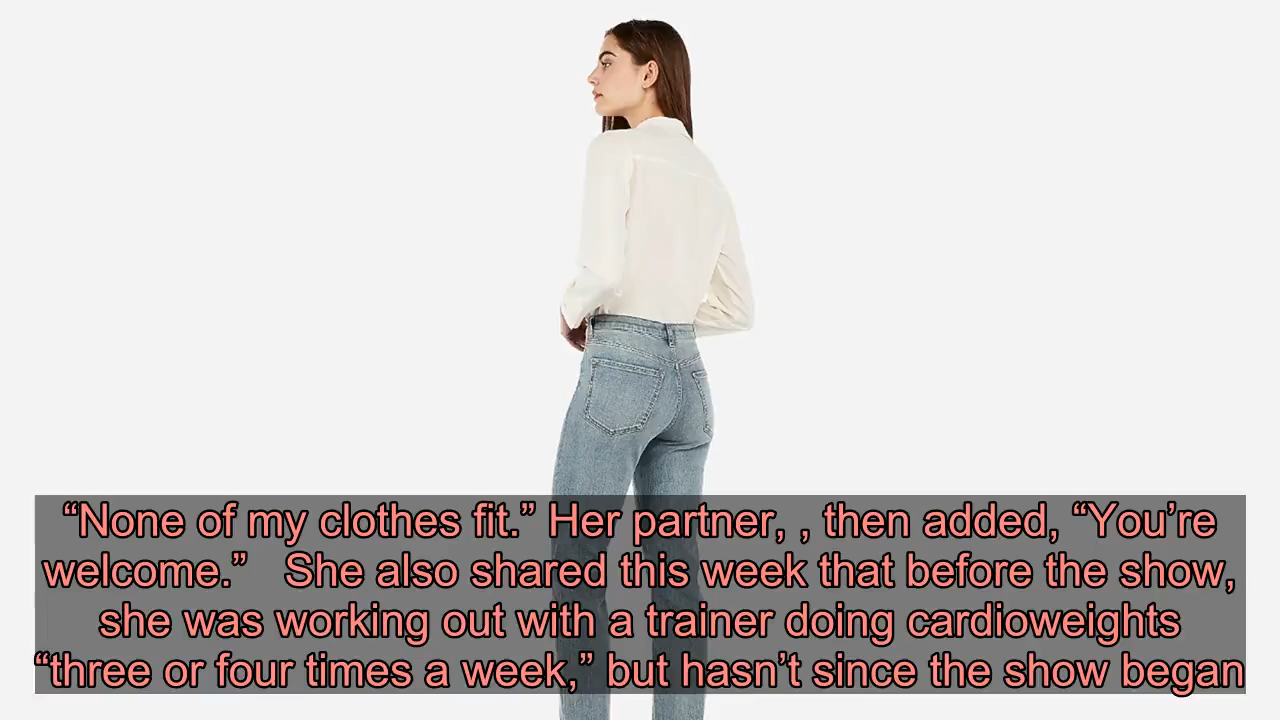 “None of my clothes fit.” Her partner, , then added, “You’re
welcome.”   She also shared this week that before the show,
she was working out with a trainer doing cardioweights
“three or four times a week,” but hasn’t since the show began